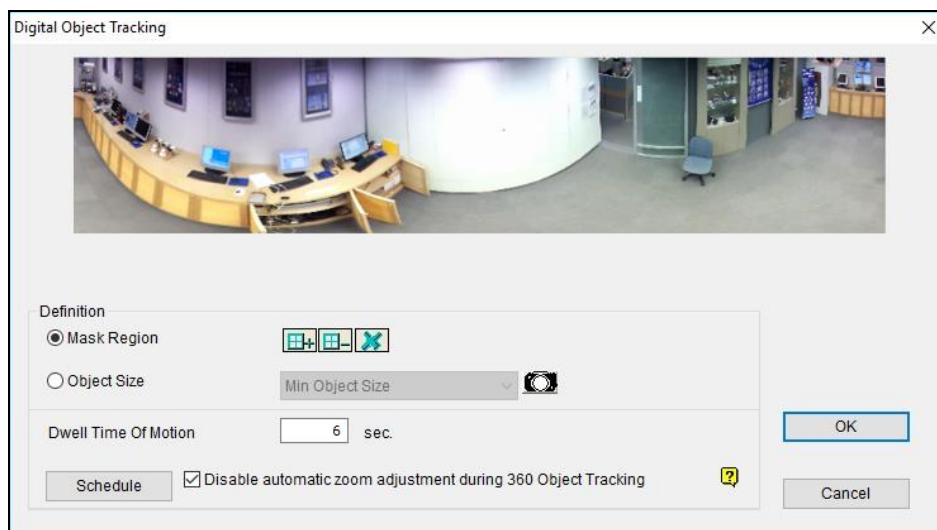 Digital Object Tracking
Definition
Mask Region
Object Size
Min Object Size
Dwell Time Of Motion
6 sec.
OK
Schedule
Disable automatic zoom adjustment during 360 Object Tracking
Cancel